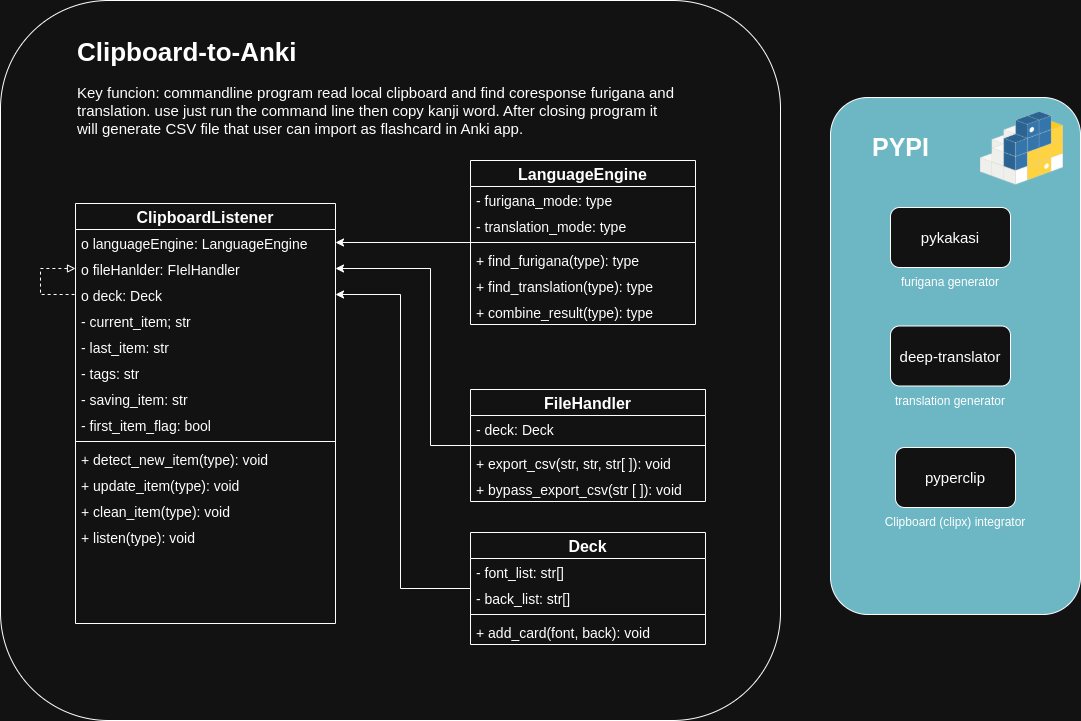 Clipboard-to-Anki
Key funcion: commandline program read local clipboard and find coresponse furigana and
translation. use just run the command line then copy kanji word. After closing program it
will generate CSV file that user can import as flashcard in Anki app.
ClipboardListener
o languageEngine: LanguageEngine
o fileHanlder: FIelHandler
o deck: Deck
- current_item; str
- last_item: str
- tags: str
- saving_item: str
- first_item_flag: bool
+ detect_new_item(type): void
+ update_item(type): void
+ clean_item(type): void
+ listen(type): void
LanguageEngine
- furigana_mode: type
- translation_mode: type
+ find_furigana(type): type
+ find_translation(type): type
+ combine_result(type): type
FileHandler
- deck: Deck
+ export_csv(str, str, str[ ]): void
+ bypass_export_csv(str [ ]): void
Deck
- font_list: str[]
- back_list: str[]
+ add_card(font, back): void
PYPI
pykakasi
furigana generator
deep-translator
translation generator
pyperclip
Clipboard (clipx) integrator